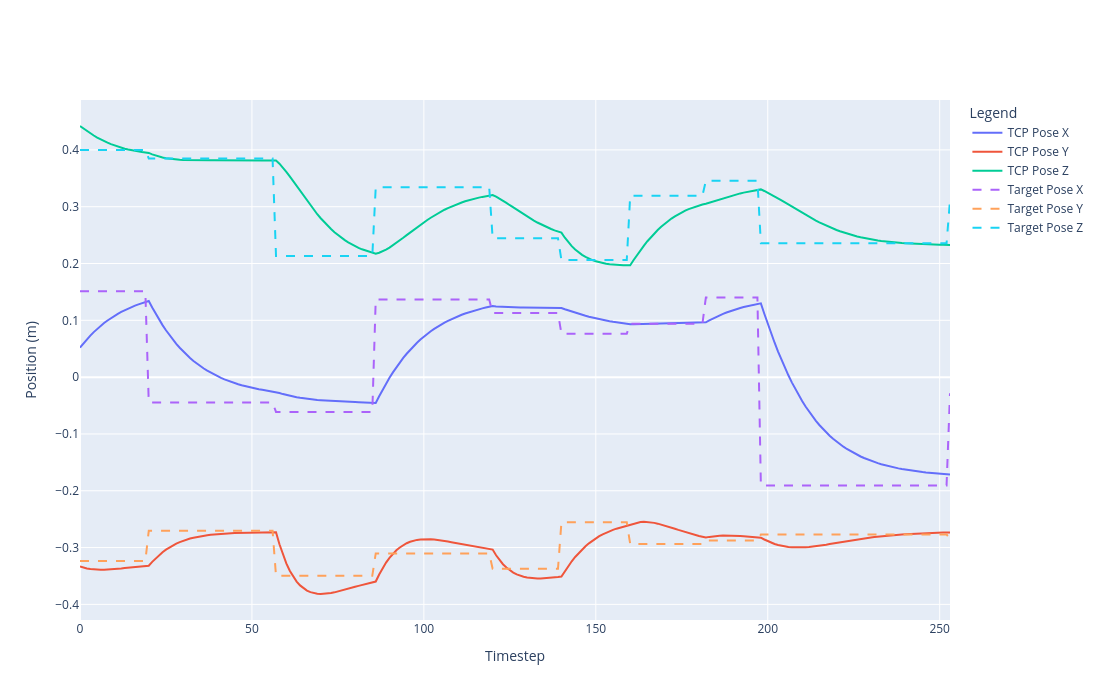 Legend
TCP Pose X
TCP Pose Y
TCP Pose Z
Target Pose X
Target Pose Y
Target Pose Z
0.4
0.3
0.2
0.1
0
−0.1
−0.2
−0.3
−0.4
Position (m)
0 50 100 150 200 250
Timestep